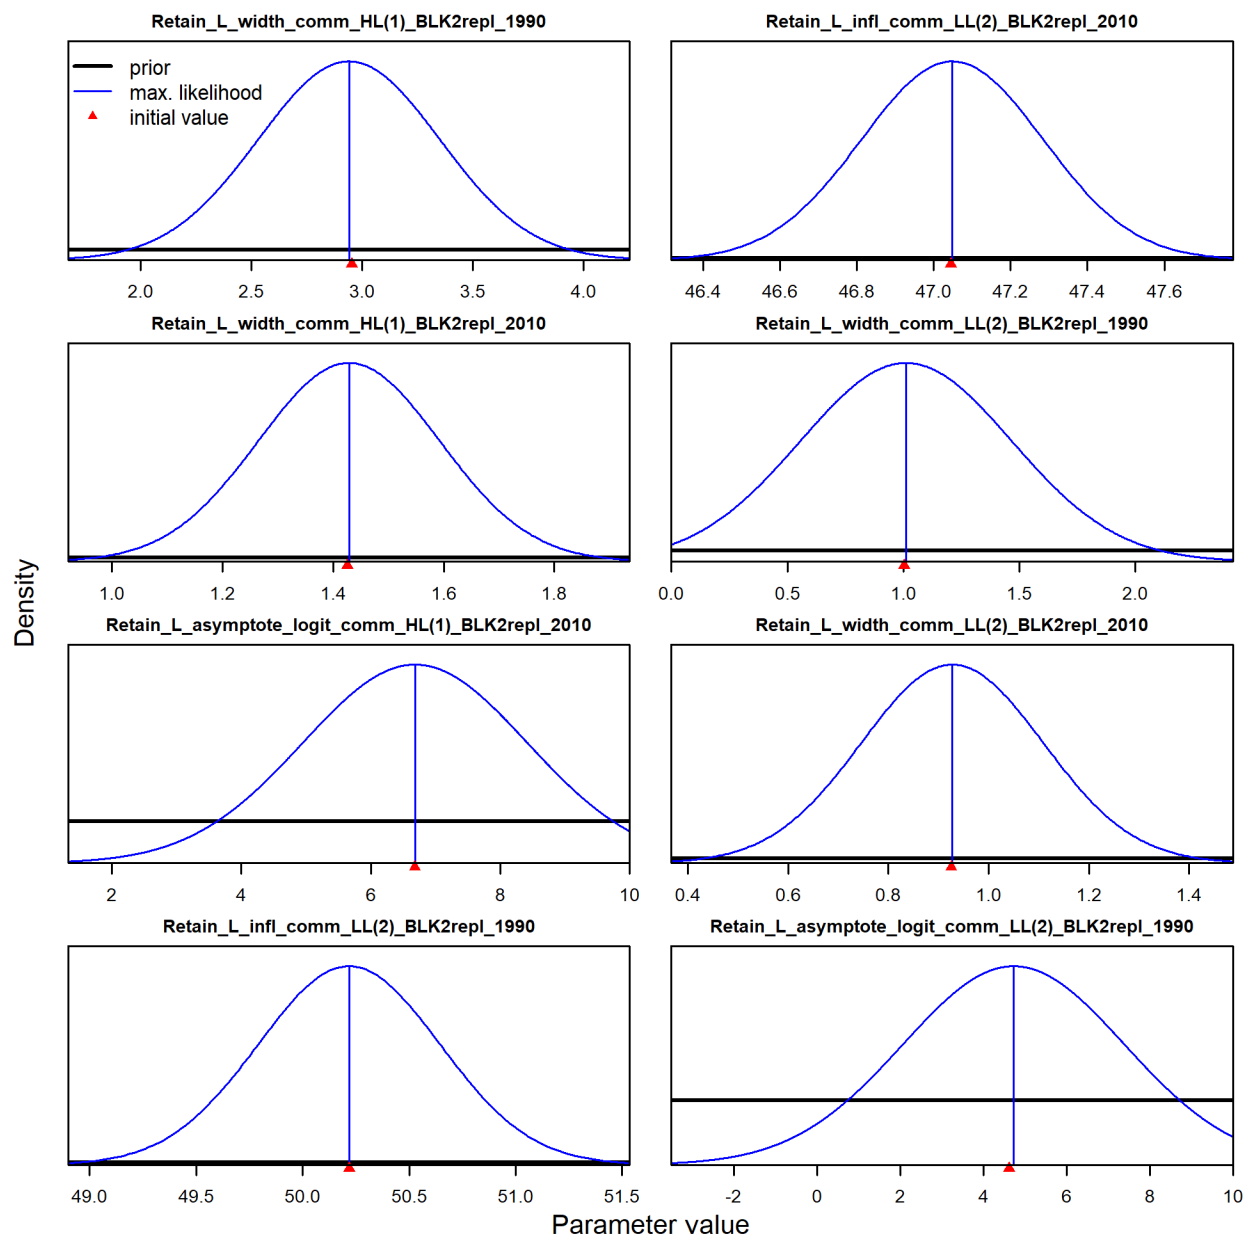 Retain_L_width_comm_HL(1)_BLK2repl_1990
prior
max. likelihood
initial value
2.0 2.5 3.0 3.5 4.0
Retain_L_infl_comm_LL(2)_BLK2repl_2010
46.4 46.6 46.8 47.0 47.2 47.4 47.6
Retain_L_width_comm_HL(1)_BLK2repl_2010
1.0 1.2 1.4 1.6 1.8
Retain_L_width_comm_LL(2)_BLK2repl_1990
0.0 0.5 1.0 1.5 2.0
Retain_L_asymptote_logit_comm_HL(1)_BLK2repl_2010
2 4 6 8 10
Retain_L_width_comm_LL(2)_BLK2repl_2010
0.4 0.6 0.8 1.0 1.2 1.4
Retain_L_infl_comm_LL(2)_BLK2repl_1990
49.0 49.5 50.0 50.5 51.0 51.5
Retain_L_asymptote_logit_comm_LL(2)_BLK2repl_1990
-2 0 2 4 6 8 10
Density
Parameter value